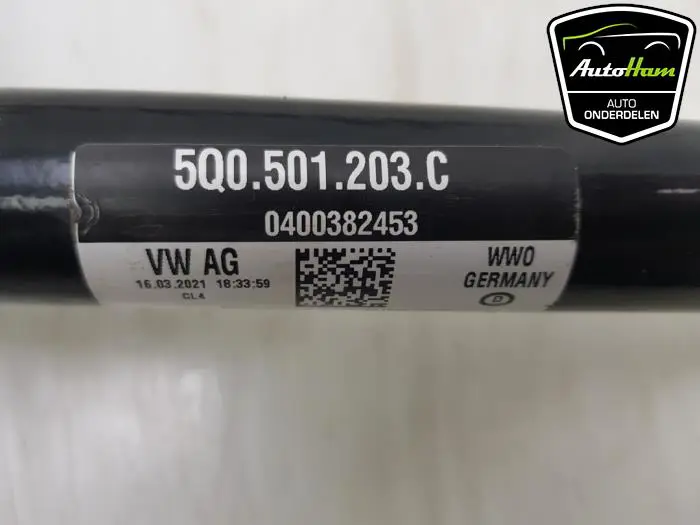 AutoHam
AUTO
ONDERDELEN
5Q0.501.203.C
0400382453
VW AG
16.03.2021 18:33:59
CL4
WWO
GERMANY
D